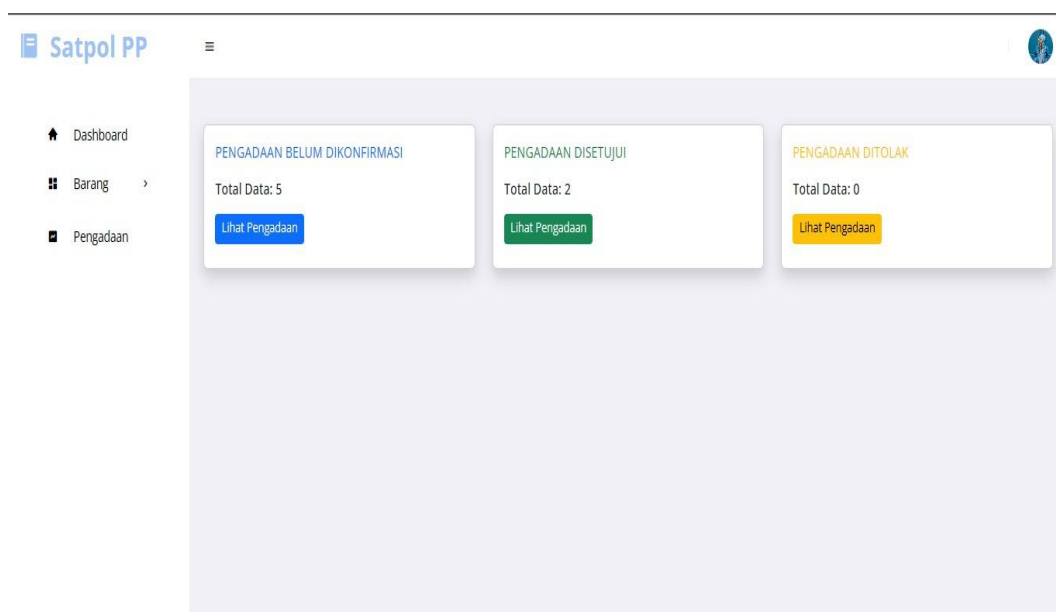 Satpol PP
Dashboard
Barang
Pengadaan
PENGADAAN BELUM DIKONFIRMASI
Total Data: 5
Lihat Pengadaan
PENGADAAN DISETUJUI
Total Data: 2
Lihat Pengadaan
PENGADAAN DITOLAK
Total Data: 0
Lihat Pengadaan